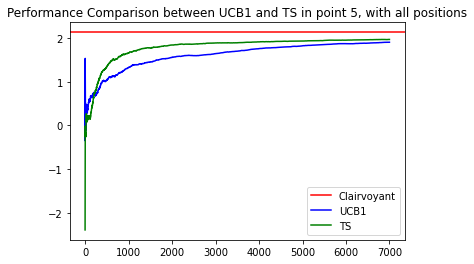 Performance Comparison between UCB1 and TS in point 5, with all positions
2
1
0
−1
−2
0 1000 2000 3000 4000 5000 6000 7000
Clairvoyant
UCB1
TS